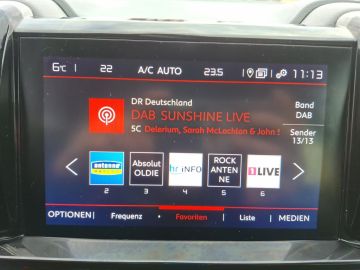 6°c 22 A/C AUTO 23.5 11:13
DR Deutschland
DAB SUNSHINE LIVE
5C Delerium, Sarah McLachlan & John S
Band
DAB
Sender
13/13
antenne
Absolut
OLDIE
hr iNFO
ROCK
ANTEN
NE
1LIVE
2 3 4 5 6
OPTIONEN Frequenz Favoriten Liste MEDIEN